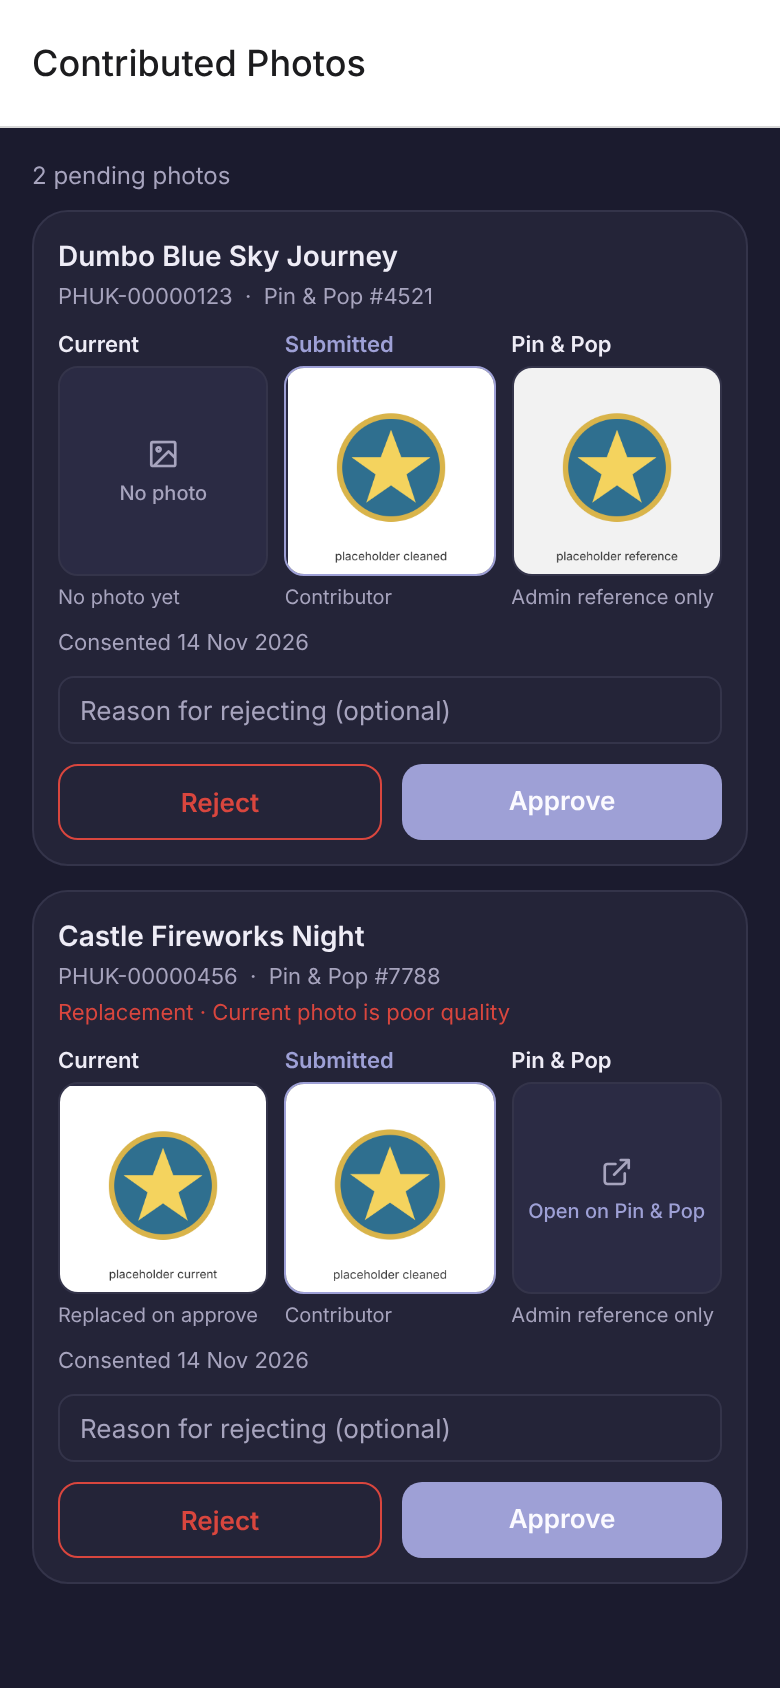 Contributed Photos
2 pending photos
Dumbo Blue Sky Journey
PHUK-00000123 · Pin & Pop #4521
Current Submitted Pin & Pop
No photo
placeholder cleaned
placeholder reference
No photo yet Contributor Admin reference only
Consented 14 Nov 2026
Reason for rejecting (optional)
Reject Approve
Castle Fireworks Night
PHUK-00000456 · Pin & Pop #7788
Replacement · Current photo is poor quality
Current Submitted Pin & Pop
Open on Pin & Pop
placeholder current
placeholder cleaned
Replaced on approve Contributor Admin reference only
Consented 14 Nov 2026
Reason for rejecting (optional)
Reject Approve